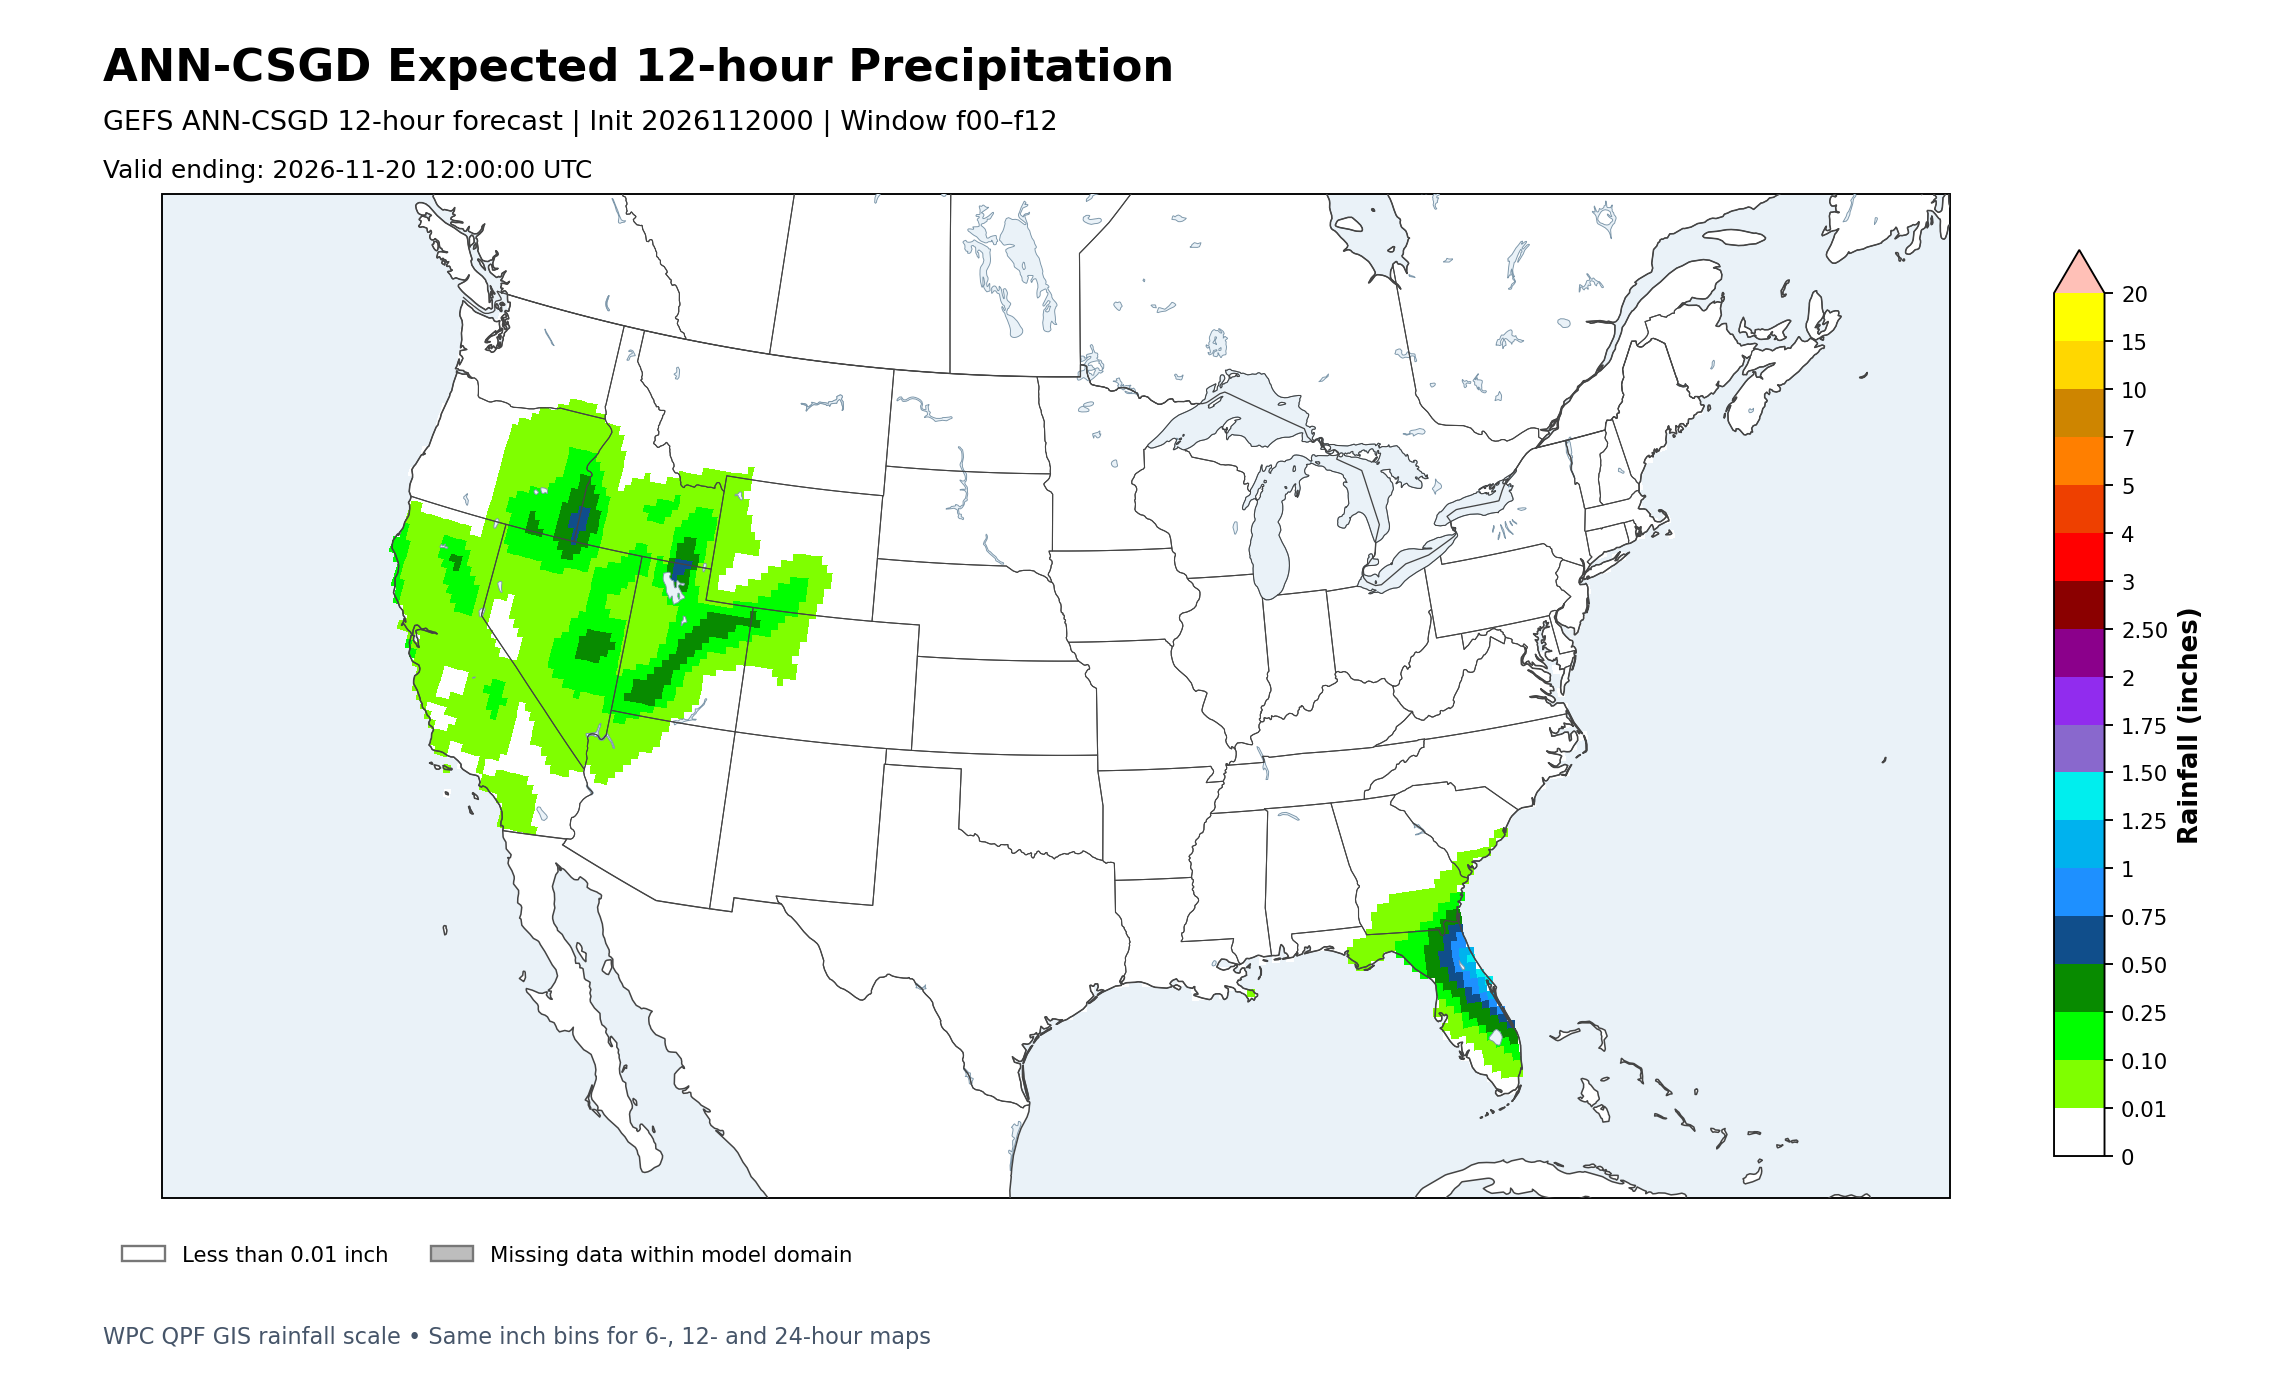 ANN-CSGD Expected 12-hour Precipitation
GEFS ANN-CSGD 12-hour forecast | Init 2026112000 | Window f00–f12
Valid ending: 2026-11-20 12:00:00 UTC
20
15
10
7
5
4
3
2.50
2
1.75
1.50
1.25
1
0.75
0.50
0.25
0.10
0.01
0
Rainfall (inches)
Less than 0.01 inch
Missing data within model domain
WPC QPF GIS rainfall scale • Same inch bins for 6-, 12- and 24-hour maps